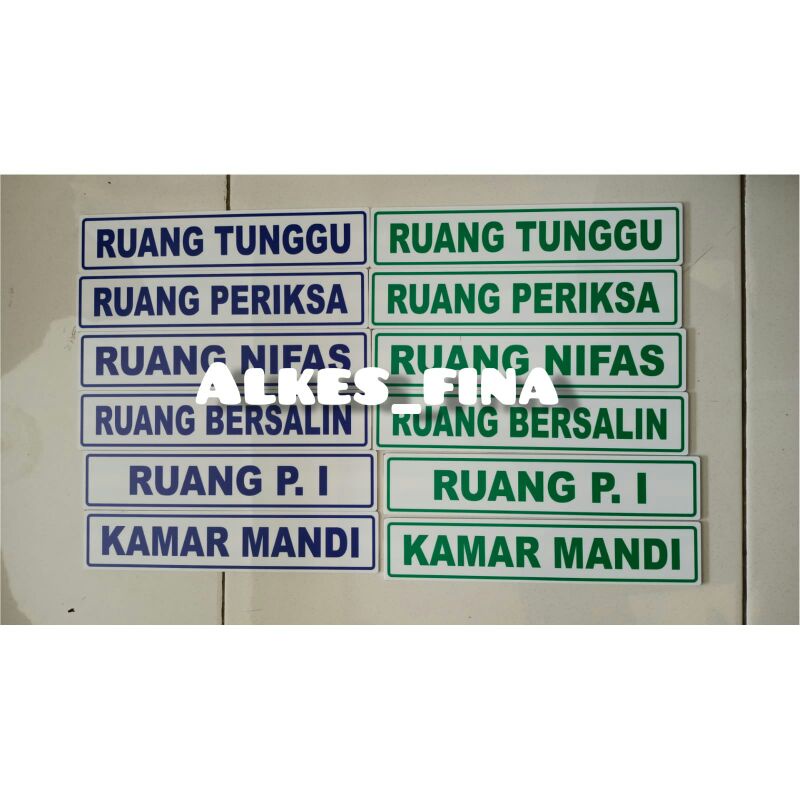 RUANG TUNGGU
RUANG TUNGGU
RUANG PERIKSA
RUANG PERIKSA
RUANG NIFAS
RUANG NIFAS
ALKES_FINA
RUANG BERSALIN
RUANG BERSALIN
RUANG P. I
RUANG P. I
KAMAR MANDI
KAMAR MANDI